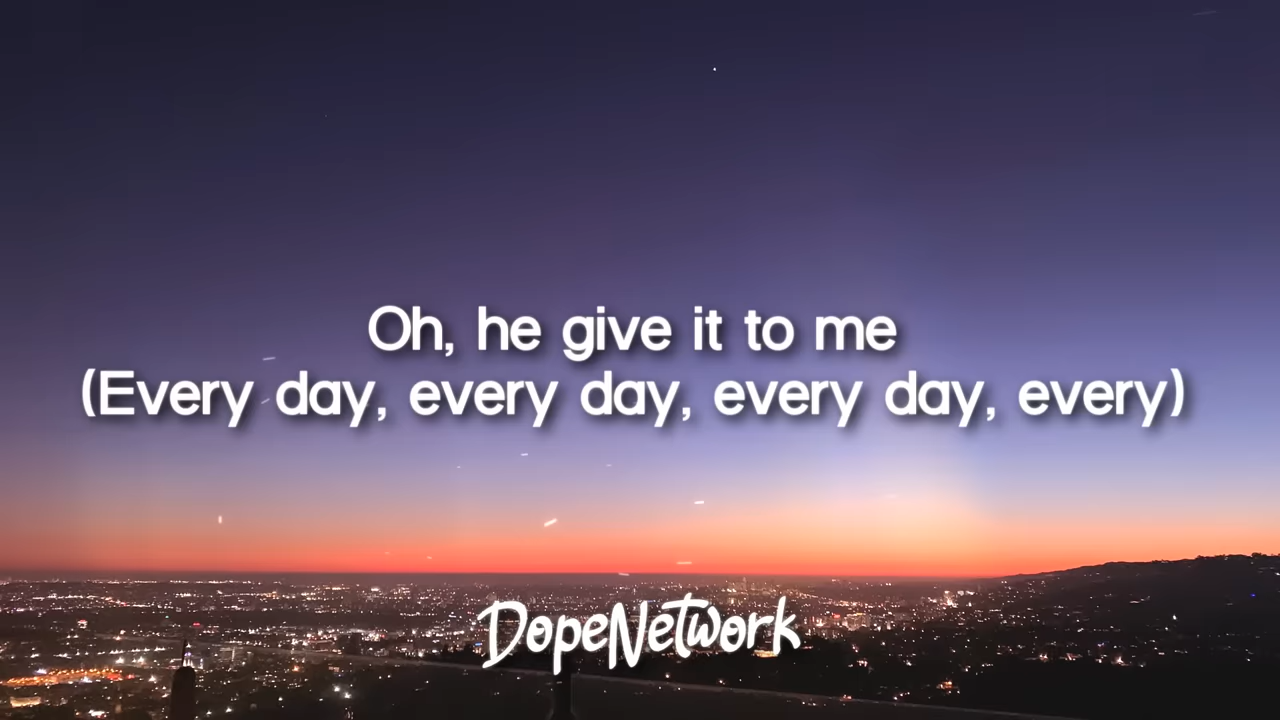 Oh, he give it to me
(Every day, every day, every day, every)
DopeNetwork